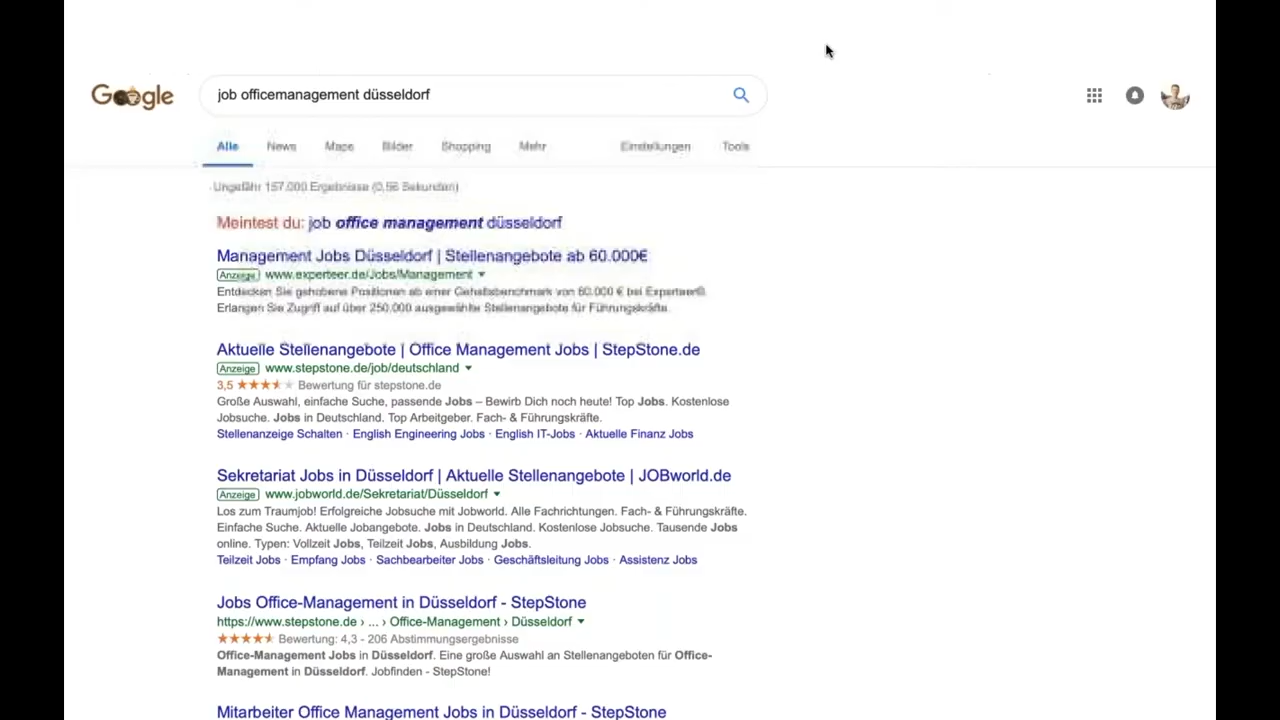 Google
job officemanagement düsseldorf
Alle News Maps Bilder Shopping Mehr Einstellungen Tools
Ungefähr 157.000 Ergebnisse (0,56 Sekunden)
Meintest du: job office management düsseldorf
Management Jobs Düsseldorf | Stellenangebote ab 60.000€
Anzeige www.experteer.de/Jobs/Management
Entdecken Sie gehobene Positionen ab einer Gehaltsbenchmark von 60.000 € bei Experteer®.
Erlangen Sie Zugriff auf über 250.000 ausgewählte Stellenangebote für Führungskräfte.
Aktuelle Stellenangebote | Office Management Jobs | StepStone.de
Anzeige www.stepstone.de/job/deutschland
3,5 Bewertung für stepstone.de
Große Auswahl, einfache Suche, passende Jobs – Bewirb Dich noch heute! Top Jobs. Kostenlose
Jobsuche. Jobs in Deutschland. Top Arbeitgeber. Fach- & Führungskräfte.
Stellenanzeige Schalten · English Engineering Jobs · English IT-Jobs · Aktuelle Finanz Jobs
Sekretariat Jobs in Düsseldorf | Aktuelle Stellenangebote | JOBworld.de
Anzeige www.jobworld.de/Sekretariat/Düsseldorf
Los zum Traumjob! Erfolgreiche Jobsuche mit Jobworld. Alle Fachrichtungen. Fach- & Führungskräfte.
Einfache Suche. Aktuelle Jobangebote. Jobs in Deutschland. Kostenlose Jobsuche. Tausende Jobs
online. Typen: Vollzeit Jobs, Teilzeit Jobs, Ausbildung Jobs.
Teilzeit Jobs · Empfang Jobs · Sachbearbeiter Jobs · Geschäftsleitung Jobs · Assistenz Jobs
Jobs Office-Management in Düsseldorf - StepStone
https://www.stepstone.de › ... › Office-Management › Düsseldorf
Bewertung: 4,3 - 206 Abstimmungsergebnisse
Office-Management Jobs in Düsseldorf. Eine große Auswahl an Stellenangeboten für Office-
Management in Düsseldorf. Jobfinden - StepStone!
Mitarbeiter Office Management Jobs in Düsseldorf - StepStone